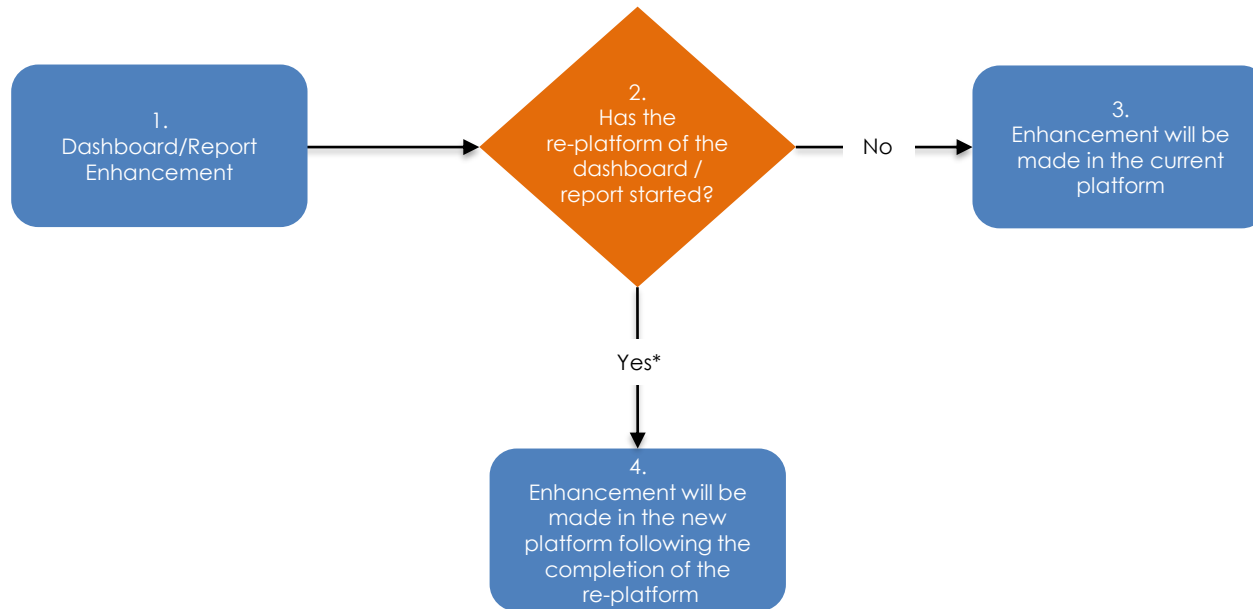 1.
Dashboard/Report
Enhancement
2.
Has the
re-platform of the
dashboard /
report started?
No
3.
Enhancement will be
made in the current
platform
Yes*
4.
Enhancement will be
made in the new
platform following the
completion of the
re-platform